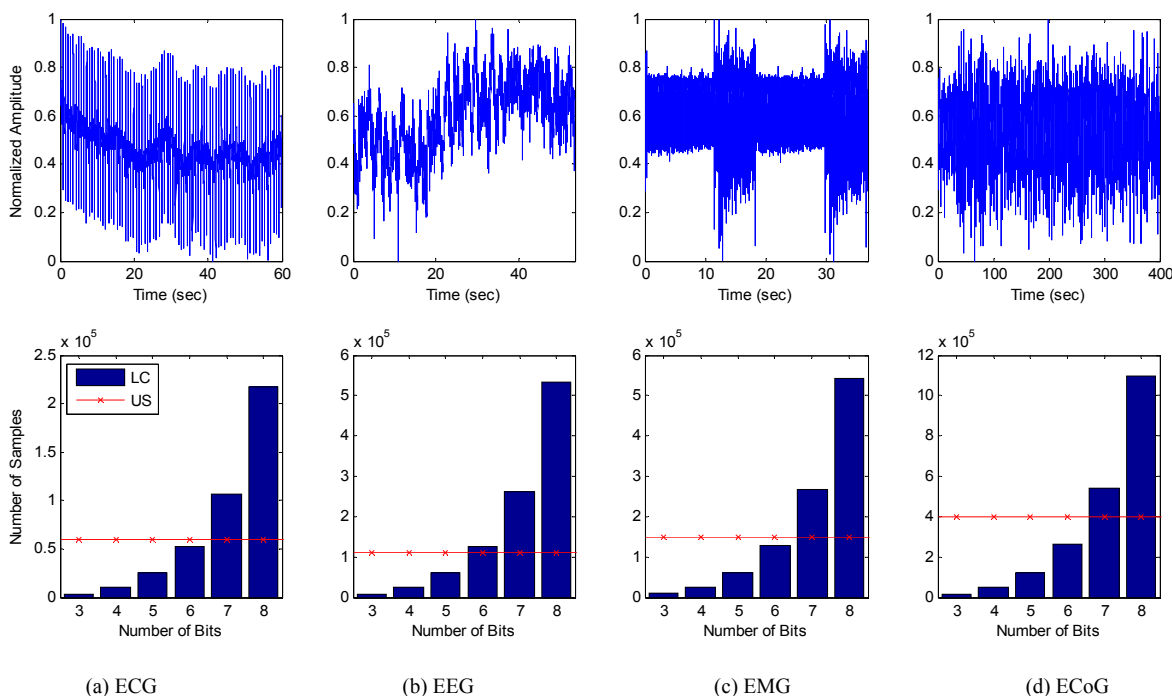 Normalized Amplitude
1
0.8
0.6
0.4
0.2
0
0 20 40 60
Time (sec)
1
0.8
0.6
0.4
0.2
0
0 20 40
Time (sec)
1
0.8
0.6
0.4
0.2
0
0 10 20 30
Time (sec)
1
0.8
0.6
0.4
0.2
0
0 100 200 300 400
Time (sec)
Number of Samples
x 10^5
2.5
2
1.5
1
0.5
0
LC
US
3 4 5 6 7 8
Number of Bits
x 10^5
6
5
4
3
2
1
0
3 4 5 6 7 8
Number of Bits
x 10^5
6
5
4
3
2
1
0
3 4 5 6 7 8
Number of Bits
x 10^5
12
10
8
6
4
2
0
3 4 5 6 7 8
Number of Bits
(a) ECG (b) EEG (c) EMG (d) ECoG